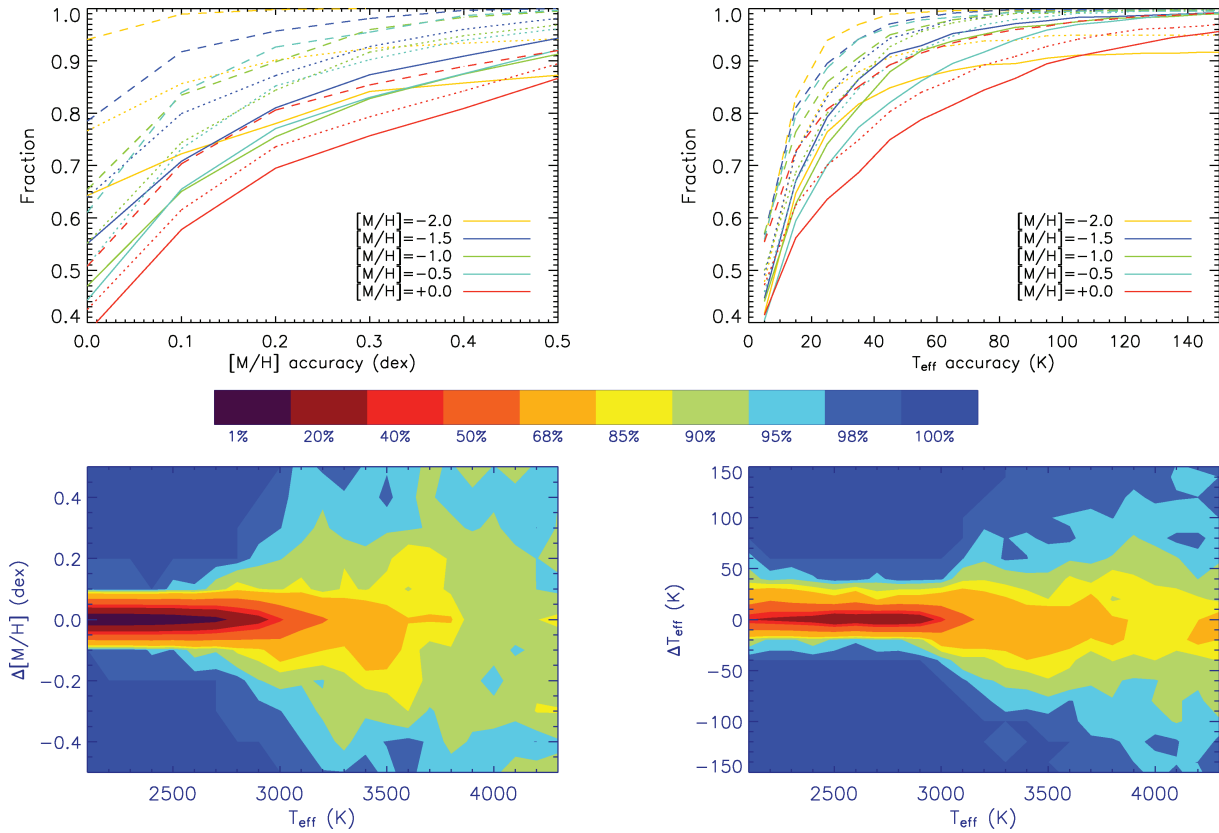 1.0
0.9
0.8
0.7
0.6
0.5
0.4
Fraction
[M/H]=−2.0
[M/H]=−1.5
[M/H]=−1.0
[M/H]=−0.5
[M/H]=+0.0
0.0 0.1 0.2 0.3 0.4 0.5
[M/H] accuracy (dex)
1.0
0.9
0.8
0.7
0.6
0.5
0.4
Fraction
[M/H]=−2.0
[M/H]=−1.5
[M/H]=−1.0
[M/H]=−0.5
[M/H]=+0.0
0 20 40 60 80 100 120 140
Teff accuracy (K)
1% 20% 40% 50% 68% 85% 90% 95% 98% 100%
0.4
0.2
0.0
−0.2
−0.4
Δ[M/H] (dex)
2500 3000 3500 4000
Teff (K)
150
100
50
0
−50
−100
−150
ΔTeff (K)
2500 3000 3500 4000
Teff (K)